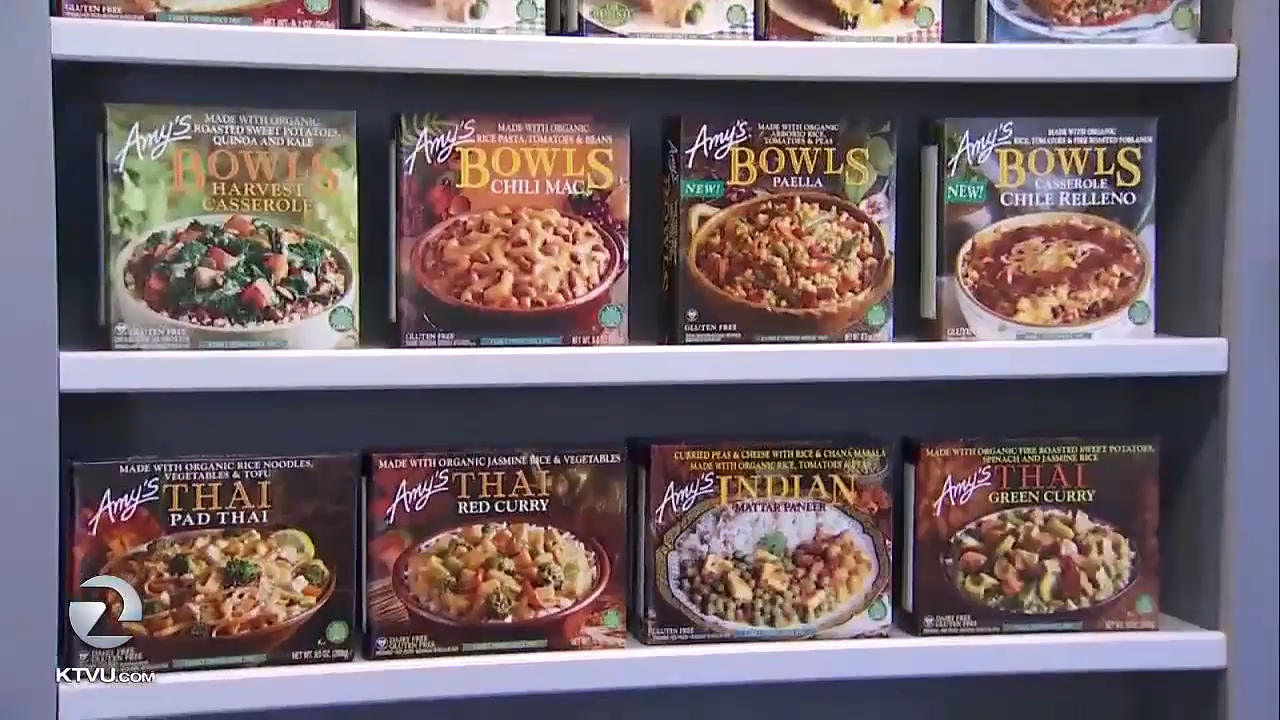 GLUTEN FREE
Amy's
MADE WITH ORGANIC
ROASTED SWEET POTATOES,
QUINOA AND KALE
BOWLS
HARVEST
CASSEROLE
GLUTEN FREE
Amy's
MADE WITH ORGANIC
RICE PASTA, TOMATOES & BEANS
BOWLS
CHILI MAC
GLUTEN FREE
Amy's
MADE WITH ORGANIC
ARBORIO RICE,
TOMATOES & PEAS
BOWLS
NEW!
PAELLA
GLUTEN FREE
Amy's
MADE WITH ORGANIC
RICE, TOMATOES & FIRE ROASTED POBLANOS
BOWLS
NEW!
CASSEROLE
CHILE RELLENO
GLUTEN
MADE WITH ORGANIC RICE NOODLES,
VEGETABLES & TOFU
Amy's
THAI
PAD THAI
DAIRY FREE
GLUTEN FREE
MADE WITH ORGANIC JASMINE RICE & VEGETABLES
Amy's
THAI
RED CURRY
DAIRY FREE
GLUTEN FREE
CURRIED PEAS & CHEESE WITH RICE & CHANA MASALA
MADE WITH ORGANIC RICE, TOMATOES & PEAS
Amy's
INDIAN
MATTAR PANEER
GLUTEN FREE
MADE WITH ORGANIC FIRE ROASTED SWEET POTATOES,
SPINACH AND JASMINE RICE
Amy's
THAI
GREEN CURRY
DAIRY FREE
GLUTEN FREE
2
KTVU.COM